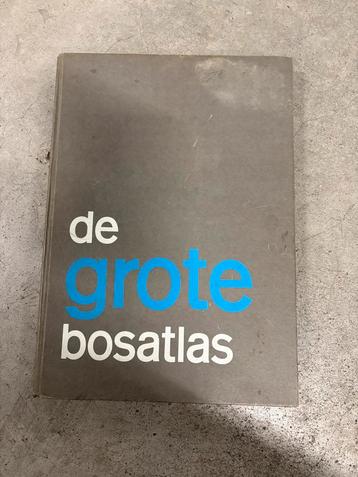 de
grote
bosatlas